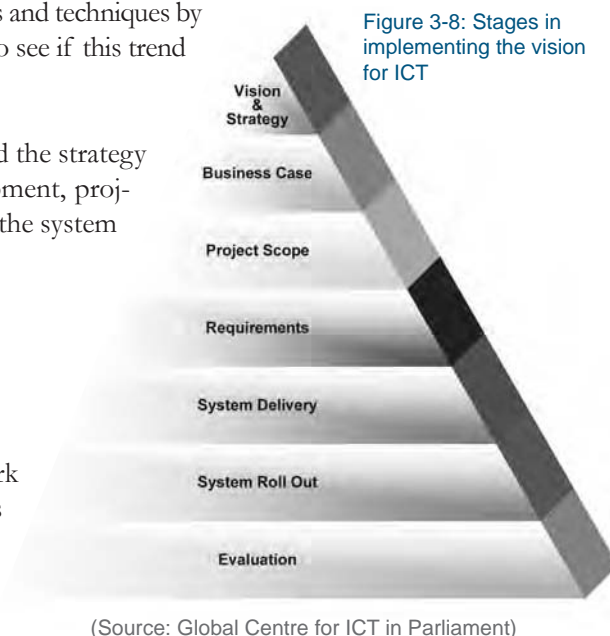 s and techniques by
o see if this trend
d the strategy
pment, proj-
the system
rk
s
Figure 3-8: Stages in
implementing the vision
for ICT
Vision
&
Strategy
Business Case
Project Scope
Requirements
System Delivery
System Roll Out
Evaluation
(Source: Global Centre for ICT in Parliament)